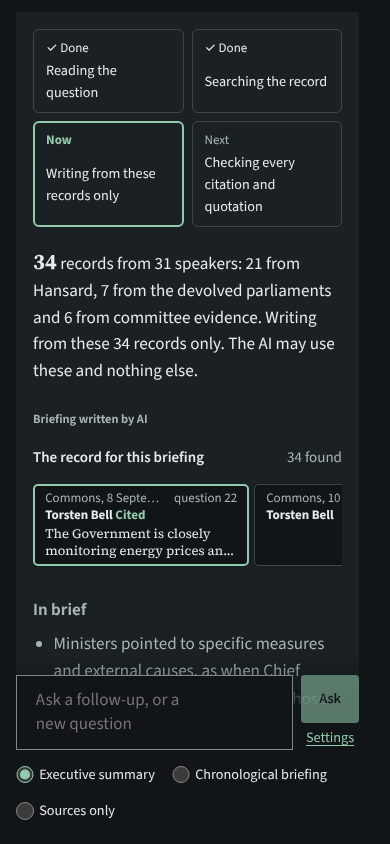 ✓ Done
Reading the
question
✓ Done
Searching the record
Now
Writing from these
records only
Next
Checking every
citation and
quotation
34 records from 31 speakers: 21 from
Hansard, 7 from the devolved parliaments
and 6 from committee evidence. Writing
from these 34 records only. The AI may use
these and nothing else.
Briefing written by AI
The record for this briefing
34 found
Commons, 8 Septe… question 22
Torsten Bell Cited
The Government is closely
monitoring energy prices an...
Commons, 10
Torsten Bell
In brief
• Ministers pointed to specific measures
and external causes, as when Chief
Ask a follow-up, or a
new question
Ask
Settings
Executive summary
Chronological briefing
Sources only